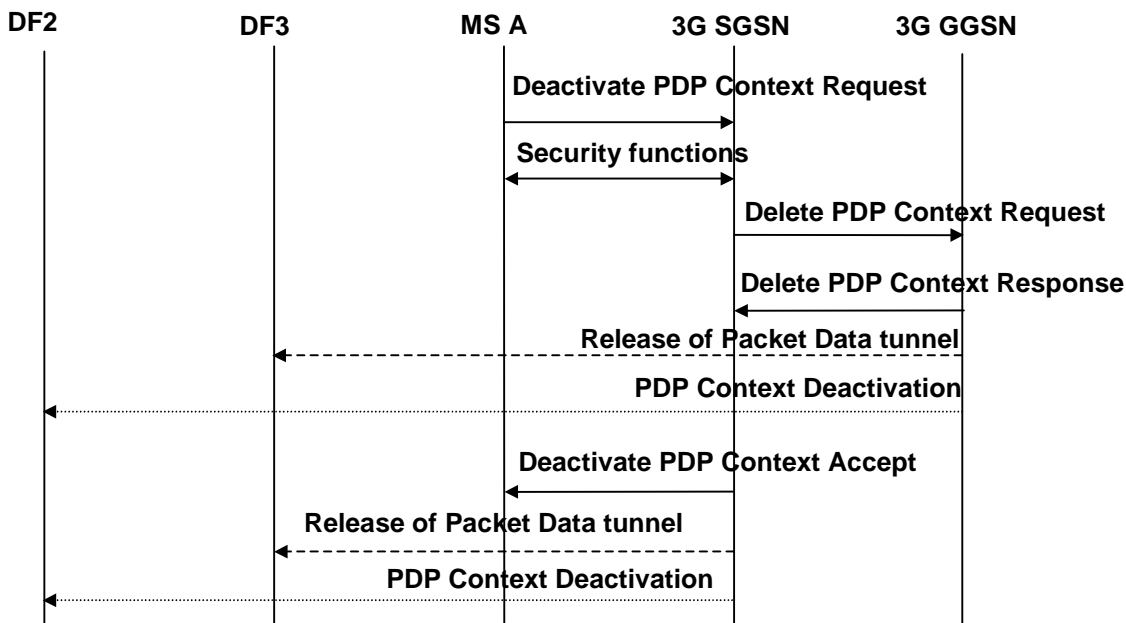 DF2
DF3
MS A
3G SGSN
3G GGSN
Deactivate PDP Context Request
Security functions
Delete PDP Context Request
Delete PDP Context Response
Release of Packet Data tunnel
PDP Context Deactivation
Deactivate PDP Context Accept
Release of Packet Data tunnel
PDP Context Deactivation